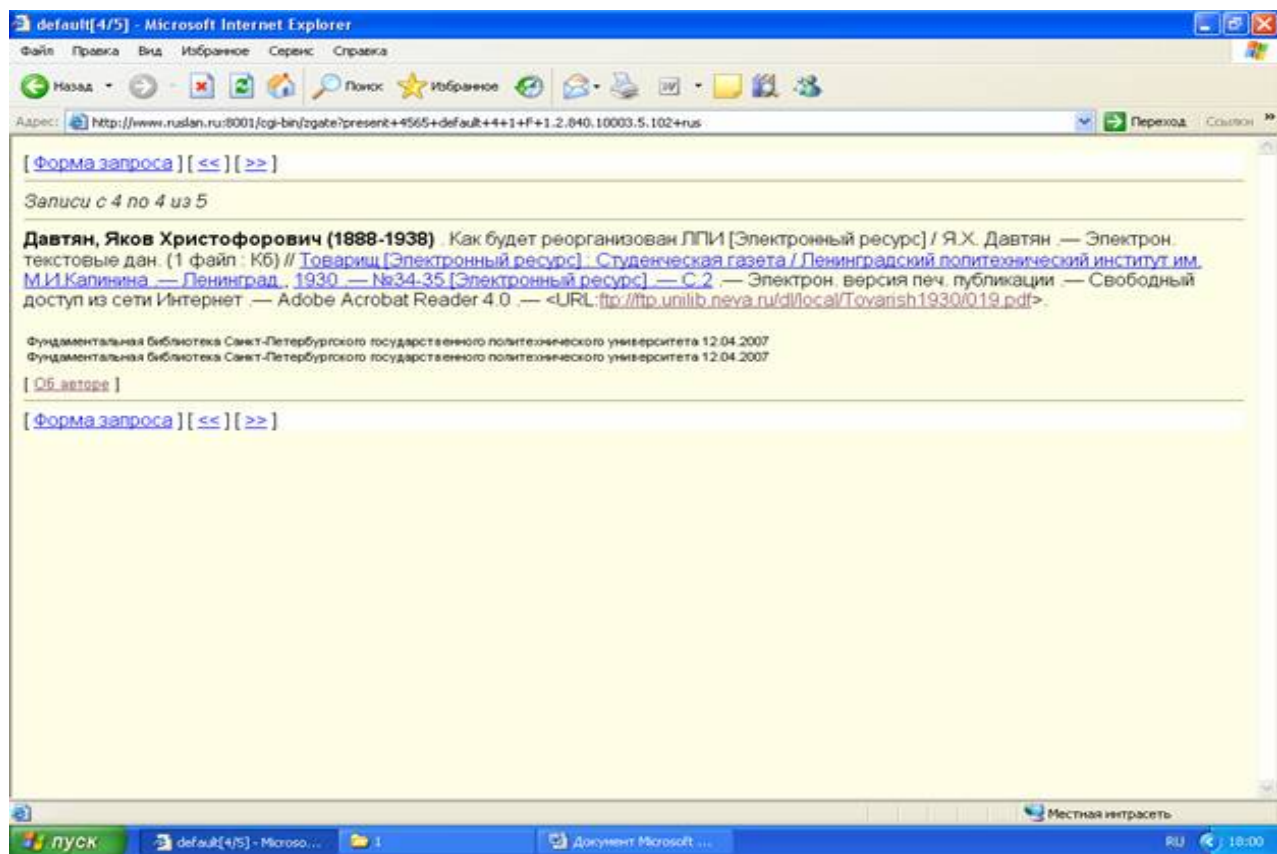 default[4/5] - Microsoft Internet Explorer
Файл Правка Вид Избранное Сервис Справка
Назад Поиск Избранное
Адрес: http://www.ruslan.ru:8001/cgi-bin/zgate?present+4565+default+4+1+F+1.2.840.10003.5.102+rus Переход Ссылки »
[ Форма запроса ] [ << ] [ >> ]
Записи с 4 по 4 из 5
Давтян, Яков Христофорович (1888-1938) . Как будет реорганизован ЛПИ [Электронный ресурс] / Я.Х. Давтян .— Электрон.
текстовые дан. (1 файл : Кб) // Товарищ [Электронный ресурс] : Студенческая газета / Ленинградский политехнический институт им.
М.И.Калинина .— Ленинград , 1930 .— №34-35 [Электронный ресурс] .— С.2 .— Электрон. версия печ. публикации .— Свободный
доступ из сети Интернет .— Adobe Acrobat Reader 4.0 .— <URL:ftp://ftp.unilib.neva.ru/dl/local/Tovarish1930/019.pdf>.
Фундаментальная библиотека Санкт-Петербургского государственного политехнического университета 12.04.2007
Фундаментальная библиотека Санкт-Петербургского государственного политехнического университета 12.04.2007
[ Об авторе ]
[ Форма запроса ] [ << ] [ >> ]
Местная интрасеть
пуск default[4/5] - Microso... 1 Документ Microsoft ... RU 18:00